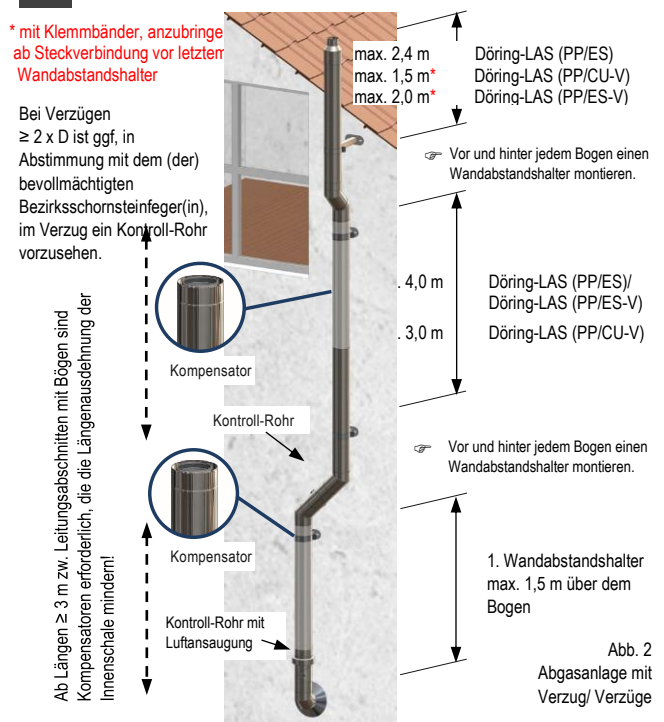 * mit Klemmbänder, anzubringe
ab Steckverbindung vor letztem
Wandabstandshalter
Bei Verzügen
≥ 2 x D ist ggf, in
Abstimmung mit dem (der)
bevollmächtigten
Bezirksschornsteinfeger(in),
im Verzug ein Kontroll-Rohr
vorzusehen.
max. 2,4 m Döring-LAS (PP/ES)
max. 1,5 m* Döring-LAS (PP/CU-V)
max. 2,0 m* Döring-LAS (PP/ES-V)
☞ Vor und hinter jedem Bogen einen
Wandabstandshalter montieren.
. 4,0 m Döring-LAS (PP/ES)/
Döring-LAS (PP/ES-V)
. 3,0 m Döring-LAS (PP/CU-V)
Kompensator
Kontroll-Rohr
☞ Vor und hinter jedem Bogen einen
Wandabstandshalter montieren.
Kompensator
Kontroll-Rohr mit
Luftansaugung
1. Wandabstandshalter
max. 1,5 m über dem
Bogen
Ab Längen ≥ 3 m zw. Leitungsabschnitten mit Bögen sind
Kompensatoren erforderlich, die die Längenausdehnung der
Innenschale mindern!
Abb. 2
Abgasanlage mit
Verzug/ Verzüge